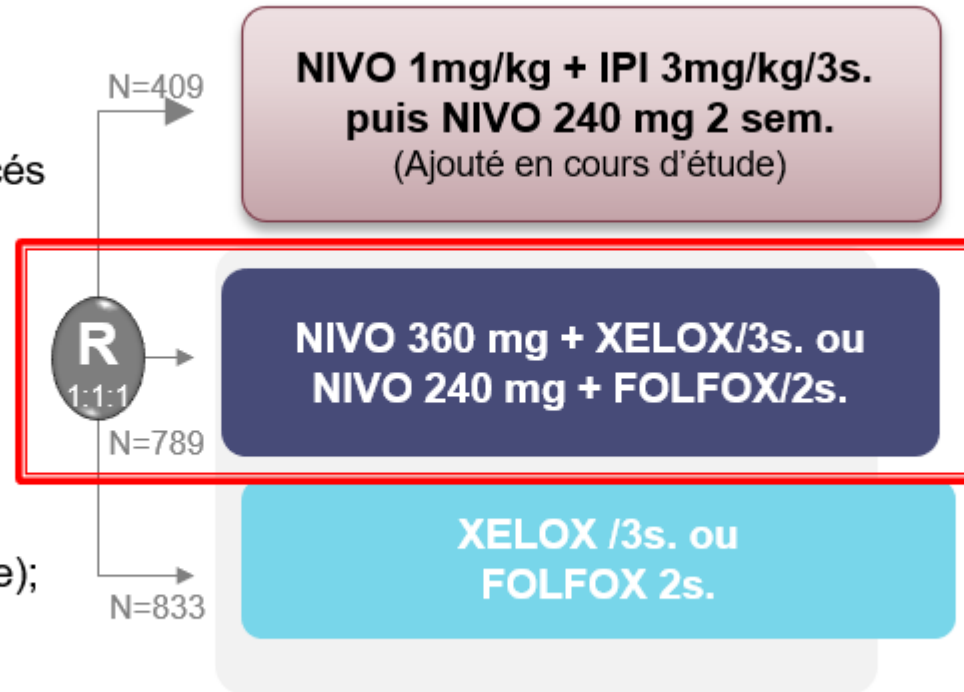 N=409
NIVO 1mg/kg + IPI 3mg/kg/3s.
puis NIVO 240 mg 2 sem.
(Ajouté en cours d'étude)
R
1:1:1
NIVO 360 mg + XELOX/3s. ou
NIVO 240 mg + FOLFOX/2s.
N=789
XELOX /3s. ou
FOLFOX 2s.
e);
N=833